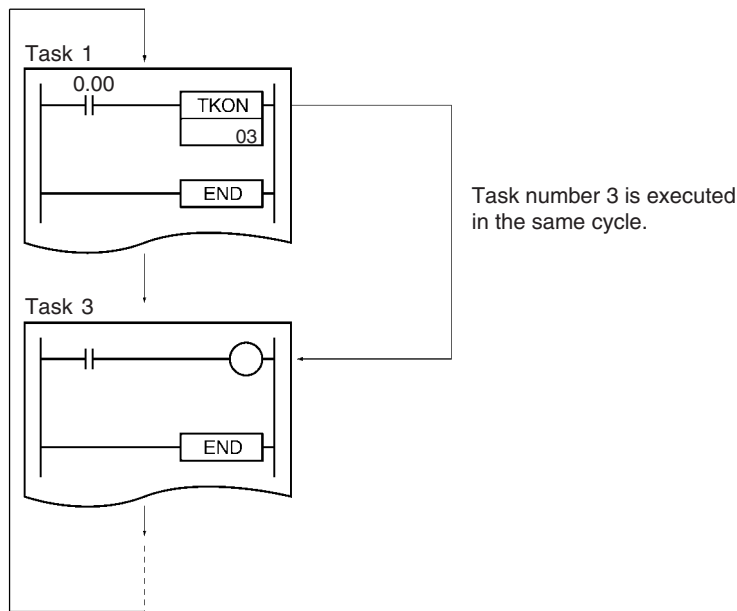 Task 1
0.00
TKON
03
END
Task number 3 is executed
in the same cycle.
Task 3
END